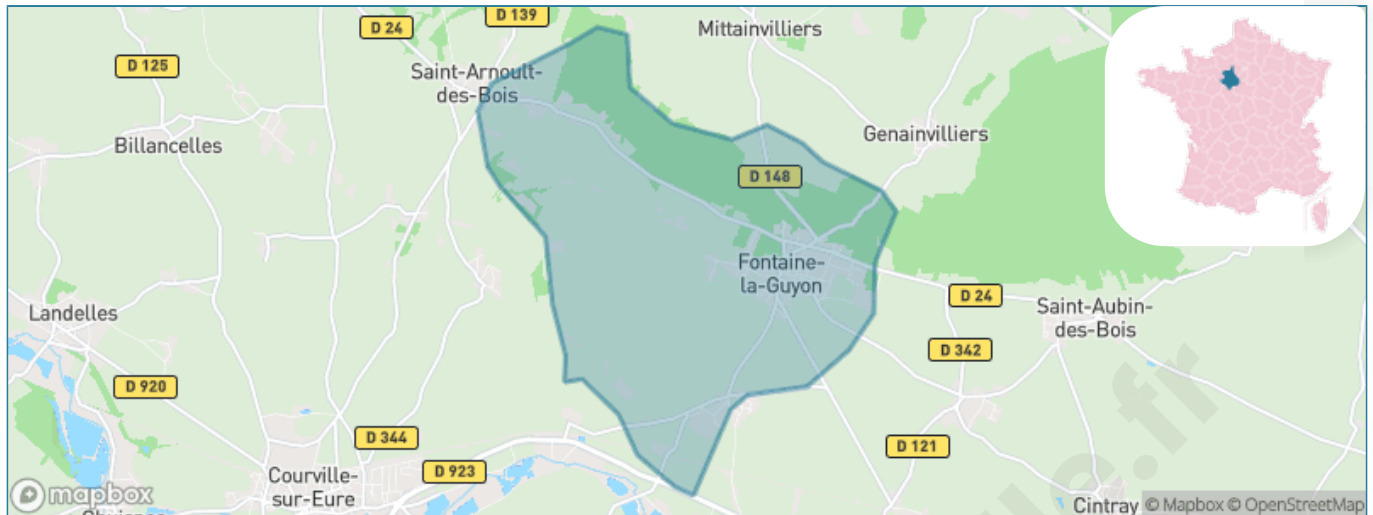 D 139
D 24
Mittainvilliers
D 125
Saint-Arnoult-
des-Bois
Genainvilliers
Billancelles
D 148
Fontaine-
la-Guyon
D 24
Saint-Aubin-
des-Bois
Landelles
D 342
D 920
D 344
D 121
D 923
Courville-
sur-Eure
mapbox
Cintray
© Mapbox © OpenStreetMap